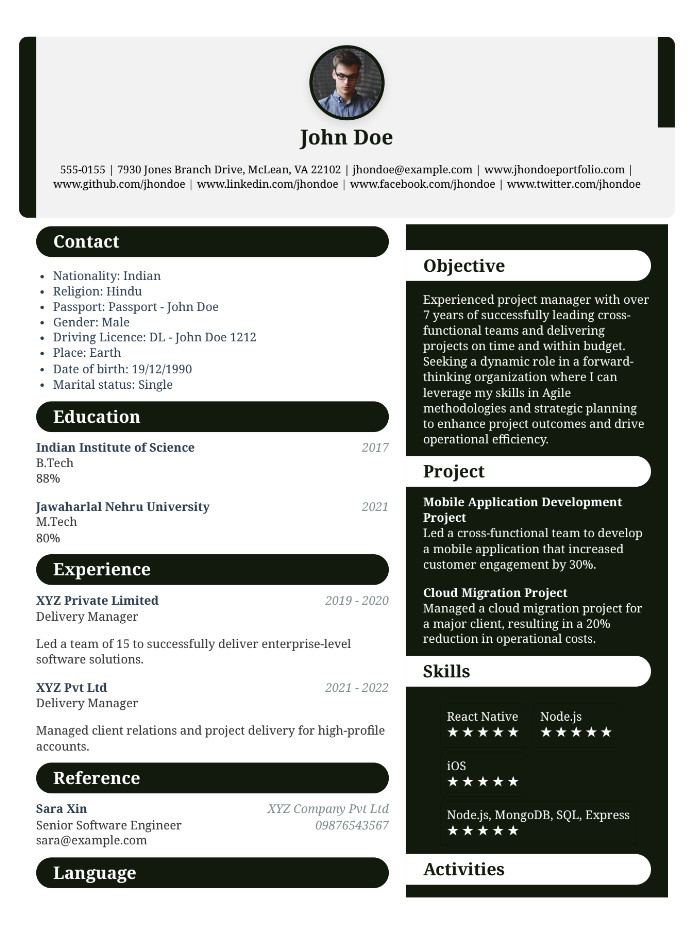 John Doe
555-0155 | 7930 Jones Branch Drive, McLean, VA 22102 | jhondoe@example.com | www.jhondoeportfolio.com |
www.github.com/jhondoe | www.linkedin.com/jhondoe | www.facebook.com/jhondoe | www.twitter.com/jhondoe
Contact
• Nationality: Indian
• Religion: Hindu
• Passport: Passport - John Doe
• Gender: Male
• Driving Licence: DL - John Doe 1212
• Place: Earth
• Date of birth: 19/12/1990
• Marital status: Single
Education
Indian Institute of Science 2017
B.Tech
88%
Jawaharlal Nehru University 2021
M.Tech
80%
Experience
XYZ Private Limited 2019 - 2020
Delivery Manager
Led a team of 15 to successfully deliver enterprise-level
software solutions.
XYZ Pvt Ltd 2021 - 2022
Delivery Manager
Managed client relations and project delivery for high-profile
accounts.
Reference
Sara Xin XYZ Company Pvt Ltd
Senior Software Engineer 09876543567
sara@example.com
Language
Objective
Experienced project manager with over
7 years of successfully leading cross-
functional teams and delivering
projects on time and within budget.
Seeking a dynamic role in a forward-
thinking organization where I can
leverage my skills in Agile
methodologies and strategic planning
to enhance project outcomes and drive
operational efficiency.
Project
Mobile Application Development
Project
Led a cross-functional team to develop
a mobile application that increased
customer engagement by 30%.
Cloud Migration Project
Managed a cloud migration project for
a major client, resulting in a 20%
reduction in operational costs.
Skills
React Native Node.js
★★★★★ ★★★★★
iOS
★★★★★
Node.js, MongoDB, SQL, Express
★★★★★
Activities